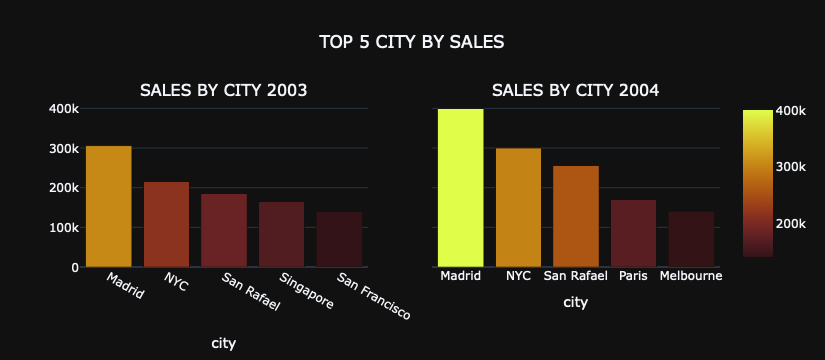 TOP 5 CITY BY SALES
SALES BY CITY 2003
400k
300k
200k
100k
0
Madrid
NYC
San Rafael
Singapore
San Francisco
city
SALES BY CITY 2004
Madrid
NYC
San Rafael
Paris
Melbourne
city
400k
300k
200k